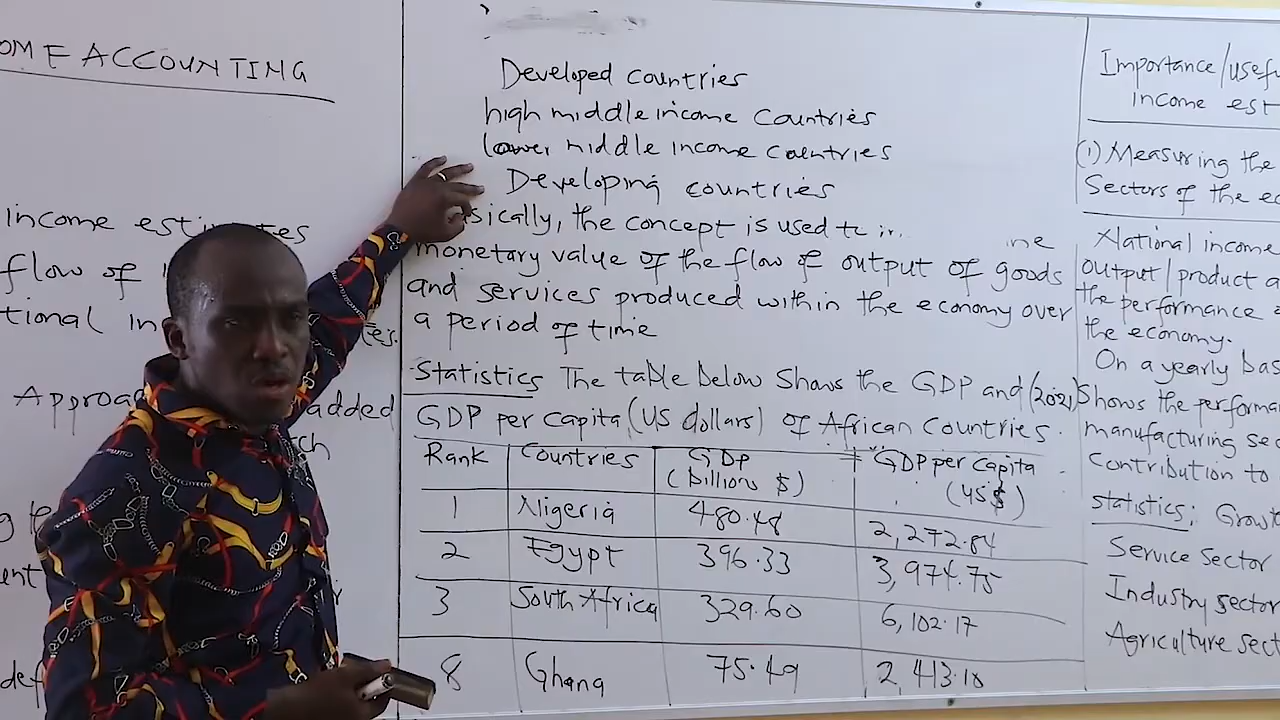 OME ACCOUNTING
income estimates
flow of
tional in
tes.
Approa
added
ch
def
Developed countries
high middle income countries
lower middle income countries
Developing countries
sically, the concept is used to
monetary value of the flow of output of goods
and services produced within the economy over
a period of time
Statistics The table below shows the GDP and (2021)
GDP per capita (US dollars) of African Countries.
Rank Countries GDP (billions $) GDP per capita (US $)
1 Nigeria 480.48 2,272.84
2 Egypt 396.33 3,974.75
3 South Africa 329.60 6,102.17
8 Ghana 75.49 2,413.18
Importance/usefu
income est
(1) Measuring the
Sectors of the ec
National income
output/product a
the performance
the economy.
On a yearly bas
Shows the performa
manufacturing se
contribution to
statistics; Growt
Service Sector
Industry sector
Agriculture sect